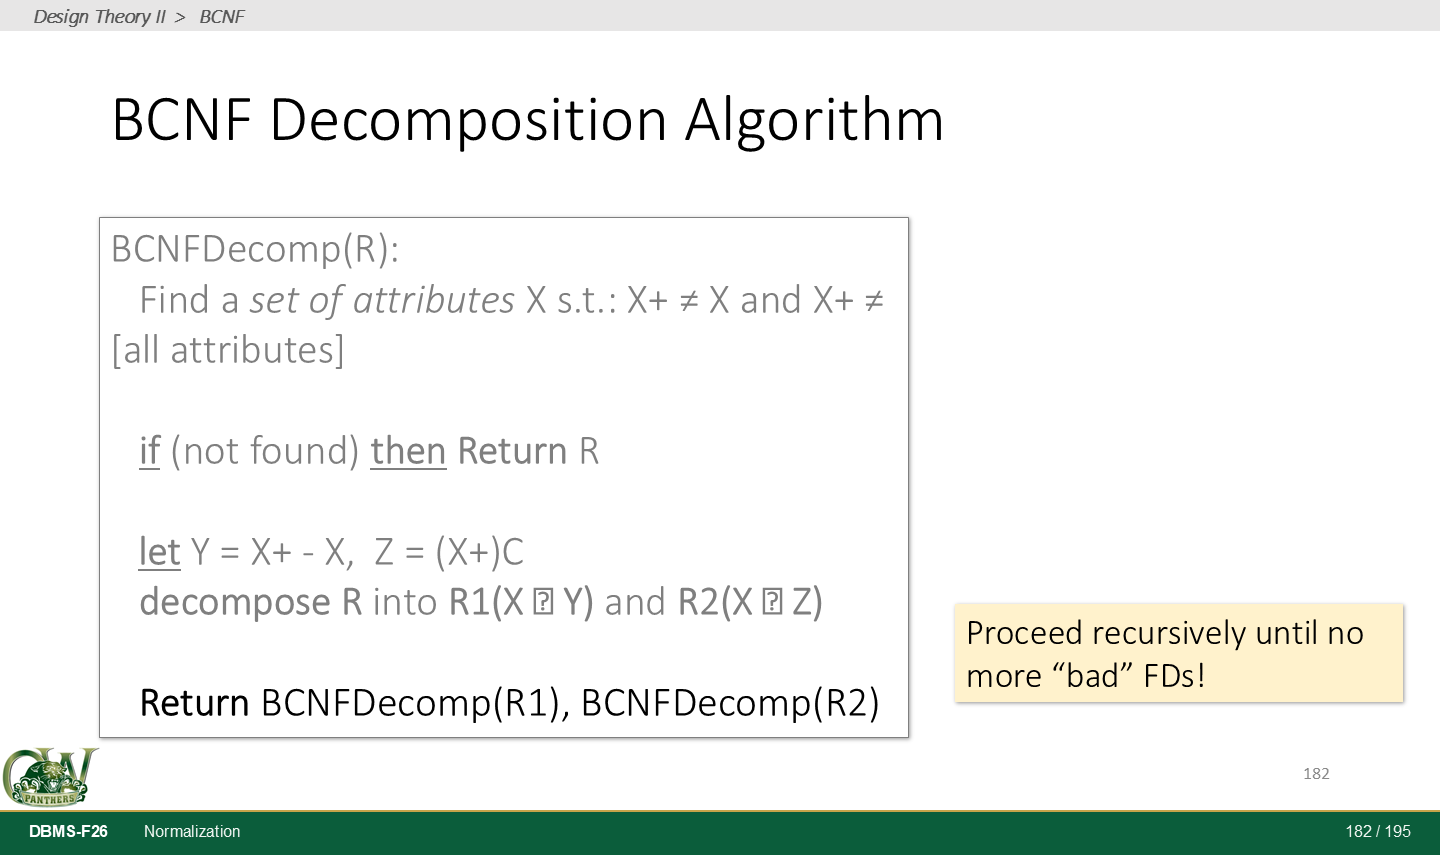 Design Theory II > BCNF
BCNF Decomposition Algorithm
BCNFDecomp(R):
Find a set of attributes X s.t.: X+ ≠ X and X+ ≠
[all attributes]
if (not found) then Return R
let Y = X+ - X, Z = (X+)C
decompose R into R1(X ⍰ Y) and R2(X ⍰ Z)
Return BCNFDecomp(R1), BCNFDecomp(R2)
Proceed recursively until no
more “bad” FDs!
182
OW
PANTHERS
DBMS-F26 Normalization 182 / 195